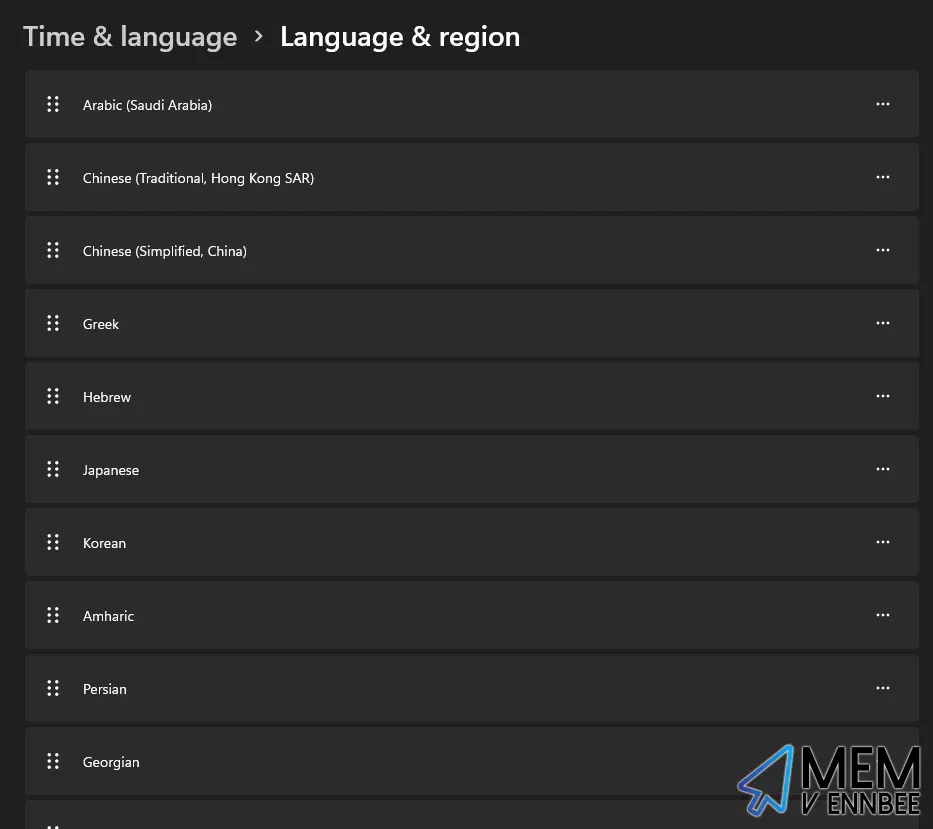 Time & language > Language & region
Arabic (Saudi Arabia)
Chinese (Traditional, Hong Kong SAR)
Chinese (Simplified, China)
Greek
Hebrew
Japanese
Korean
Amharic
Persian
Georgian
MEM
V ENNBEE